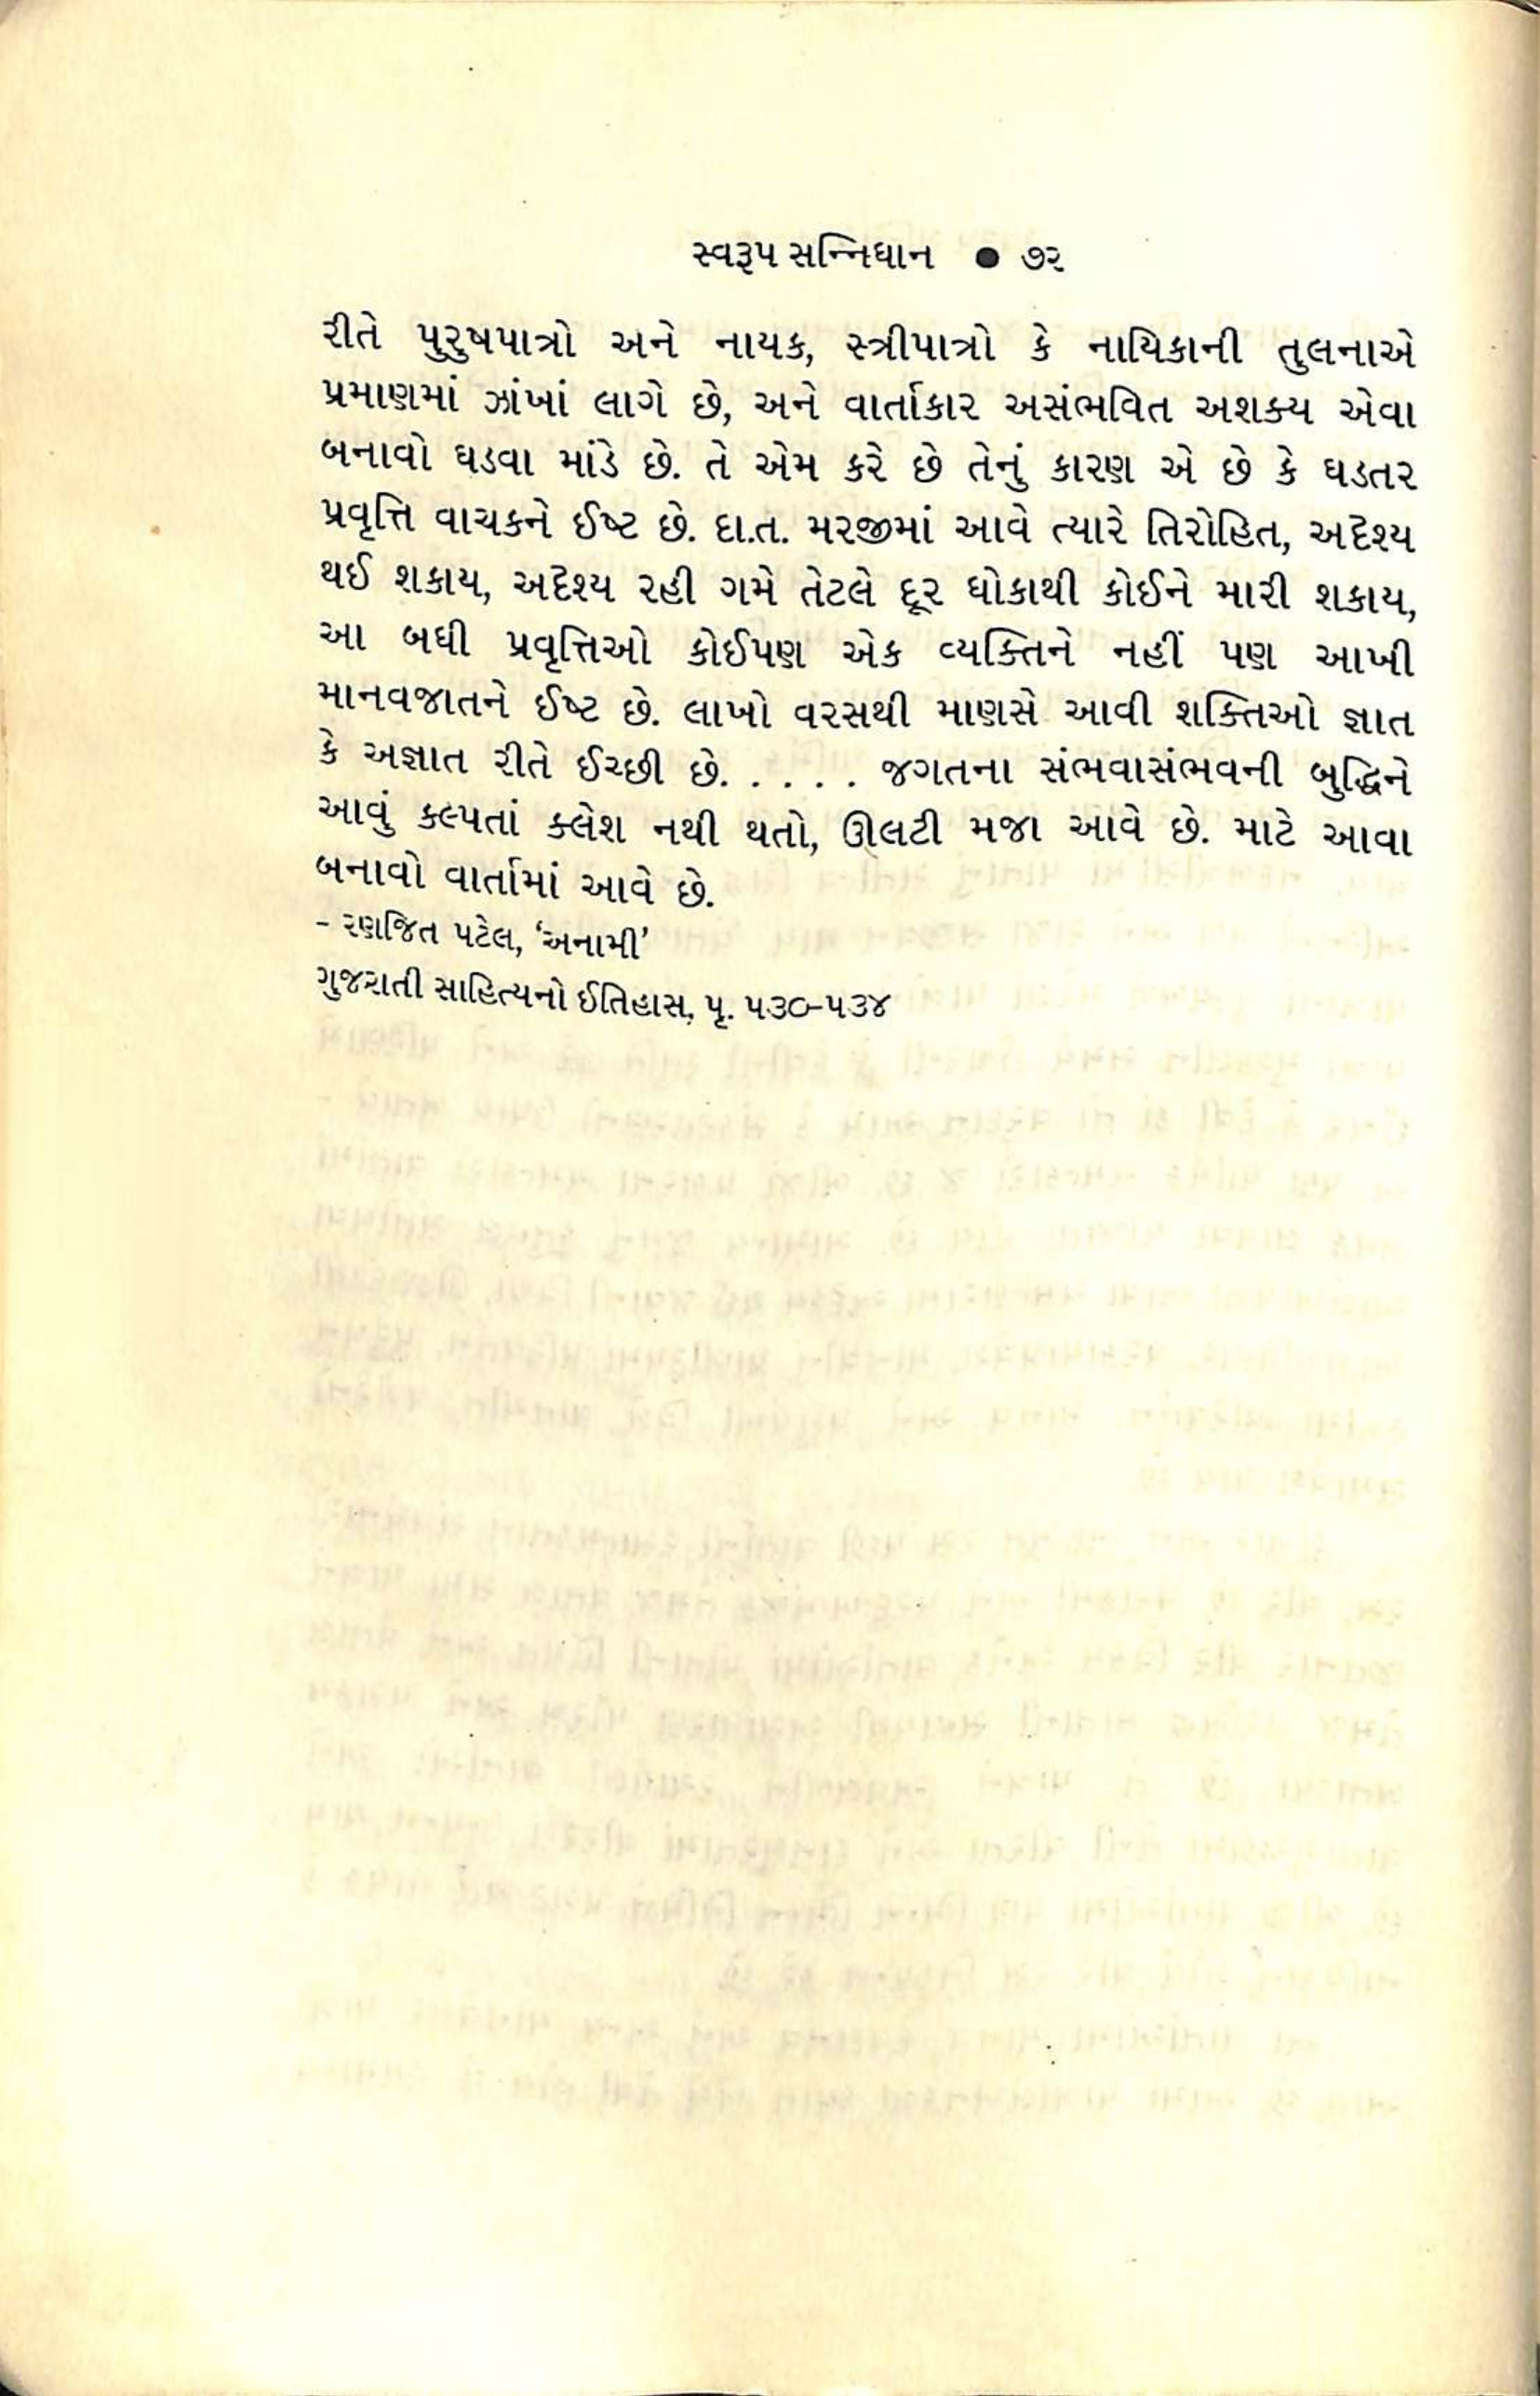 સ્વરૂપ સન્નિધાન ● ૭૨
રીતે પુરુષપાત્રો અને નાયક, સ્ત્રીપાત્રો કે નાયિકાની તુલનાએ
પ્રમાણમાં ઝાંખાં લાગે છે, અને વાર્તાકાર અસંભવિત અશક્ય એવા
બનાવો ઘડવા માંડે છે. તે એમ કરે છે તેનું કારણ એ છે કે ઘડતર
પ્રવૃત્તિ વાચકને ઈષ્ટ છે. દા.ત. મરજીમાં આવે ત્યારે તિરોહિત, અદૃશ્ય
થઈ શકાય, અદૃશ્ય રહી ગમે તેટલે દૂર ધોકાથી કોઈને મારી શકાય,
આ બધી પ્રવૃત્તિઓ કોઈપણ એક વ્યક્તિને નહીં પણ આખી
માનવજાતને ઈષ્ટ છે. લાખો વરસથી માણસે આવી શક્તિઓ જ્ઞાત
કે અજ્ઞાત રીતે ઈચ્છી છે. . . . . જગતના સંભવાસંભવની બુદ્ધિને
આવું કલ્પતાં ક્લેશ નથી થતો, ઊલટી મજા આવે છે. માટે આવા
બનાવો વાર્તામાં આવે છે.
- રણજિત પટેલ, ‘અનામી’
ગુજરાતી સાહિત્યનો ઈતિહાસ, પૃ. ૫૩૦-૫૩૪